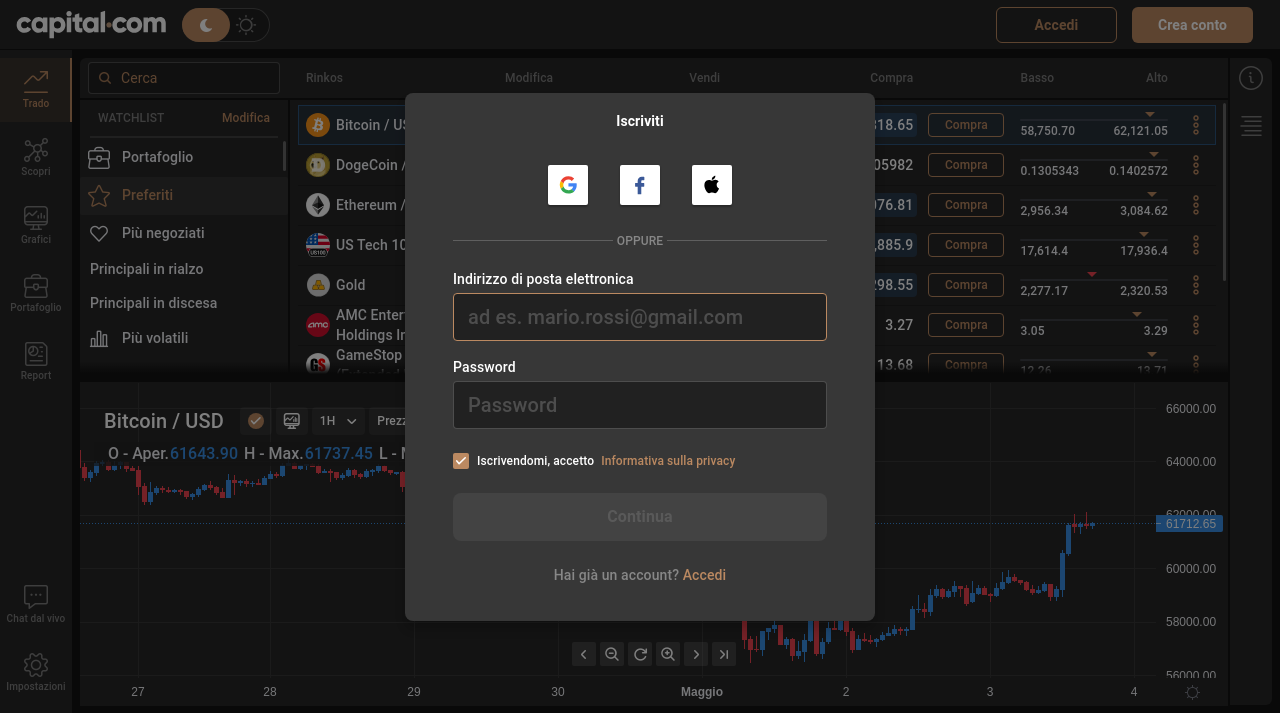 capital.com
Accedi
Crea conto
Trado
Scopri
Grafici
Portafoglio
Report
Chat dal vivo
Impostazioni
Cerca
WATCHLIST
Modifica
Portafoglio
Preferiti
Più negoziati
Principali in rialzo
Principali in discesa
Più volatili
Rinkos
Modifica
Vendi
Compra
Basso
Alto
Bitcoin / US
318.65
Compra
58,750.70
62,121.05
DogeCoin /
05982
Compra
0.1305343
0.1402572
Ethereum /
076.81
Compra
2,956.34
3,084.62
US Tech 10
,885.9
Compra
17,614.4
17,936.4
Gold
298.55
Compra
2,277.17
2,320.53
AMC Enter
Holdings In
3.27
Compra
3.05
3.29
GameStop
13.68
Compra
12.26
13.71
Iscriviti
OPPURE
Indirizzo di posta elettronica
ad es. mario.rossi@gmail.com
Password
Password
Iscrivendomi, accetto Informativa sulla privacy
Continua
Hai già un account? Accedi
Bitcoin / USD
1H
Prezz
O - Aper.61643.90 H - Max.61737.45 L - M
66000.00
64000.00
62000.00
61712.65
60000.00
58000.00
56000.00
27
28
29
30
Maggio
2
3
4